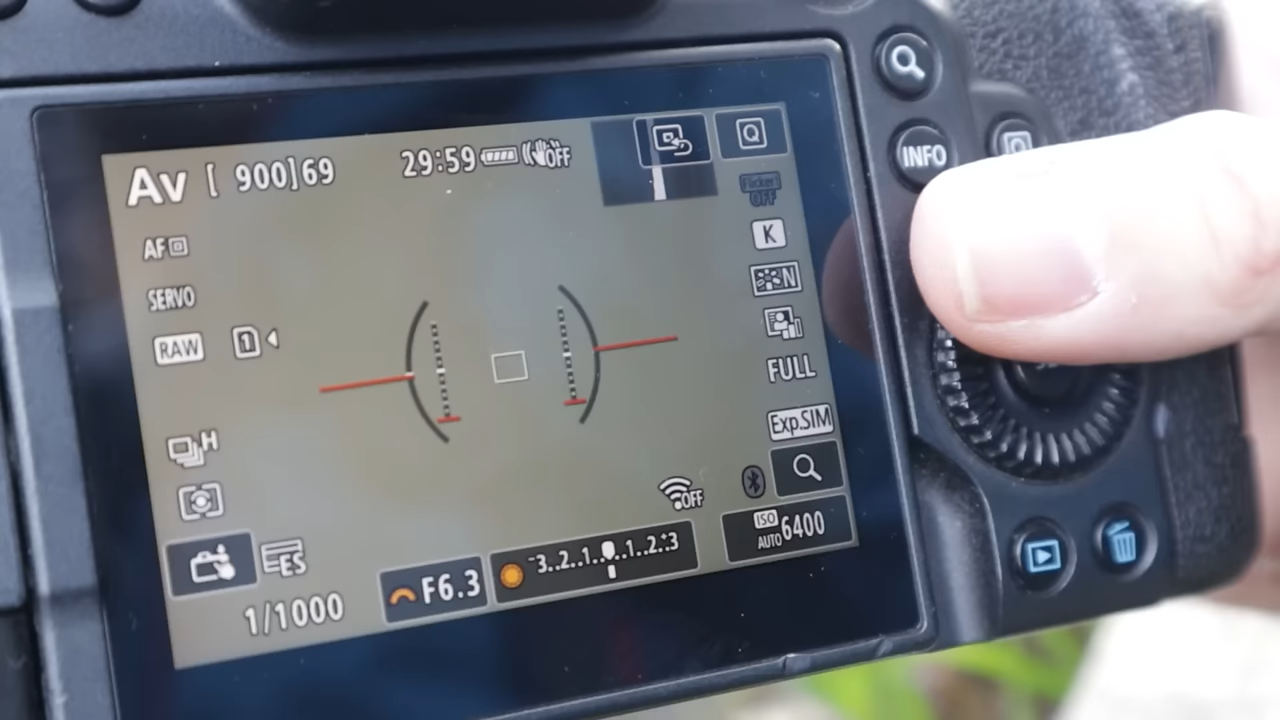 Av [ 900]69 29:59 OFF Q
INFO
Flicker!
OFF
AF
K
SERVO
N
RAW 1
FULL
Exp.SIM
H
OFF
ES
1/1000
F6.3
-3..2..1..0..1..2.+3
ISO
AUTO 6400
Q